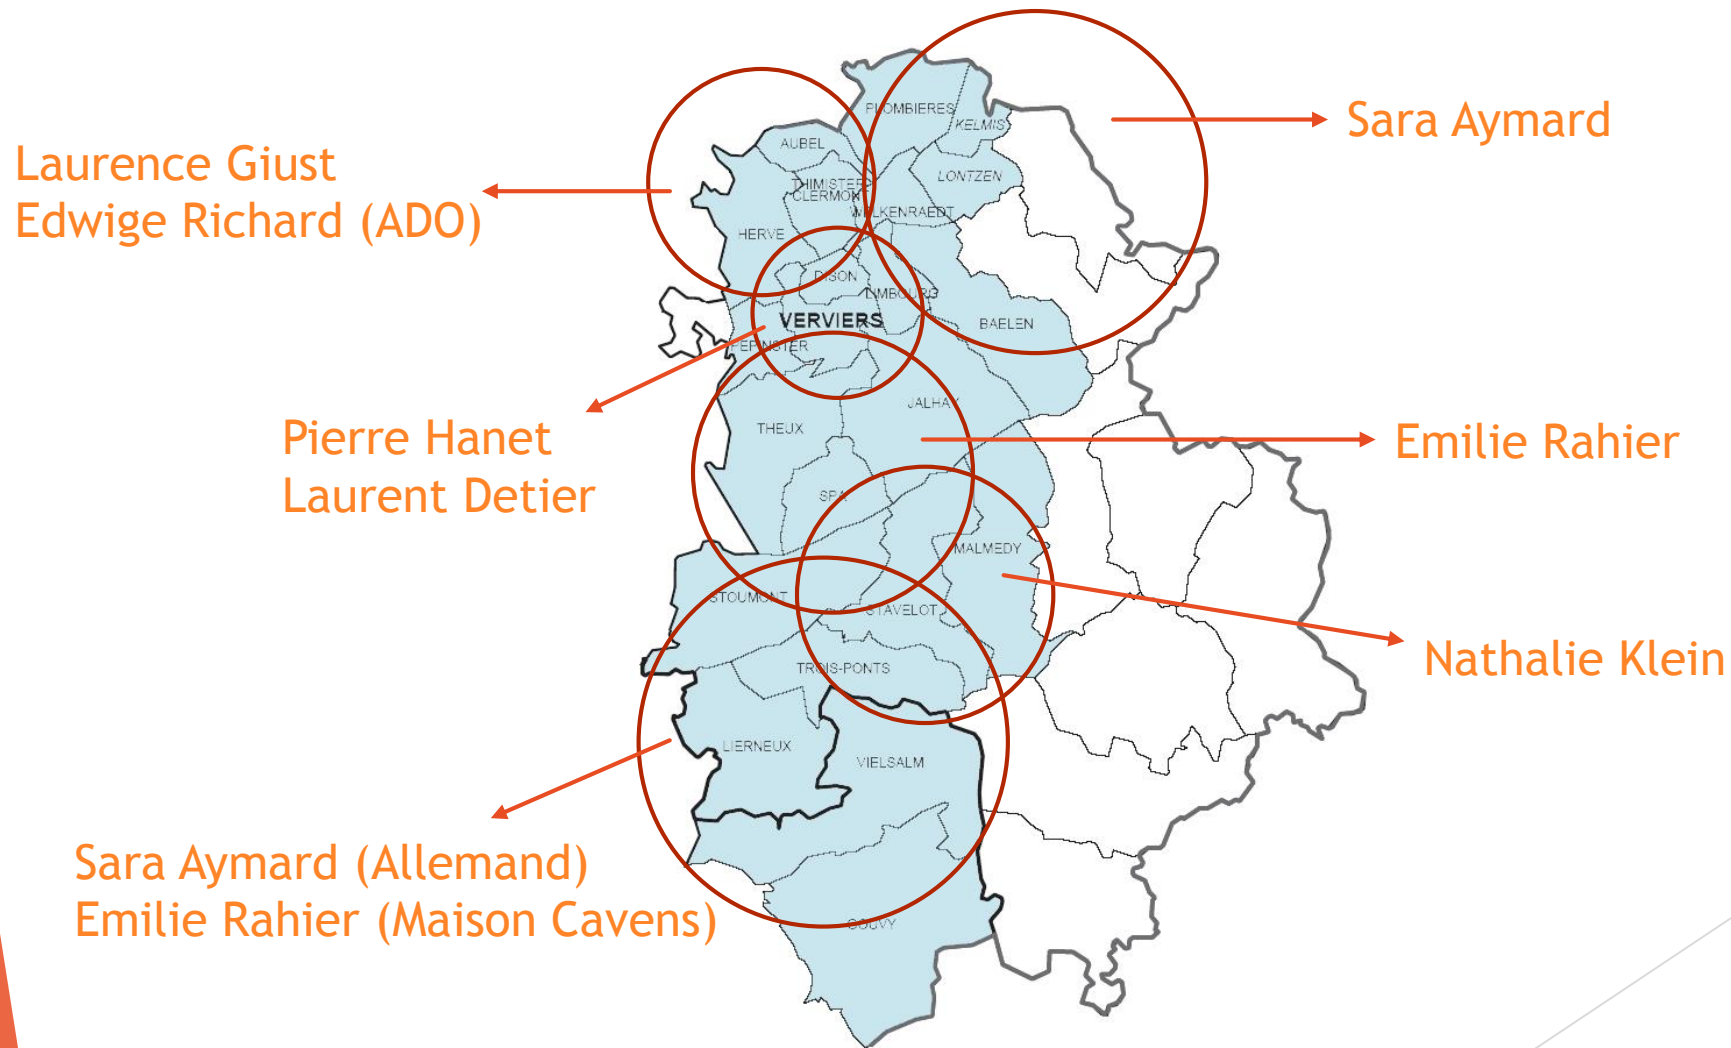 PLOMBIERES
Sara Aymard
KELMIS
AUBEL
Laurence Giust
Edwige Richard (ADO)
THIMISTER
CLERMONT
LONTZEN
WELKENRAEDT
HERVE
DISON
LIMBOURG
VERVIERS
BAELEN
PEPINSTER
JALHAY
THEUX
Pierre Hanet
Laurent Detier
Emilie Rahier
SPA
MALMEDY
STOUMONT
STAVELOT
Nathalie Klein
TROIS-PONTS
LIERNEUX
VIELSALM
Sara Aymard (Allemand)
Emilie Rahier (Maison Cavens)
GOUVY